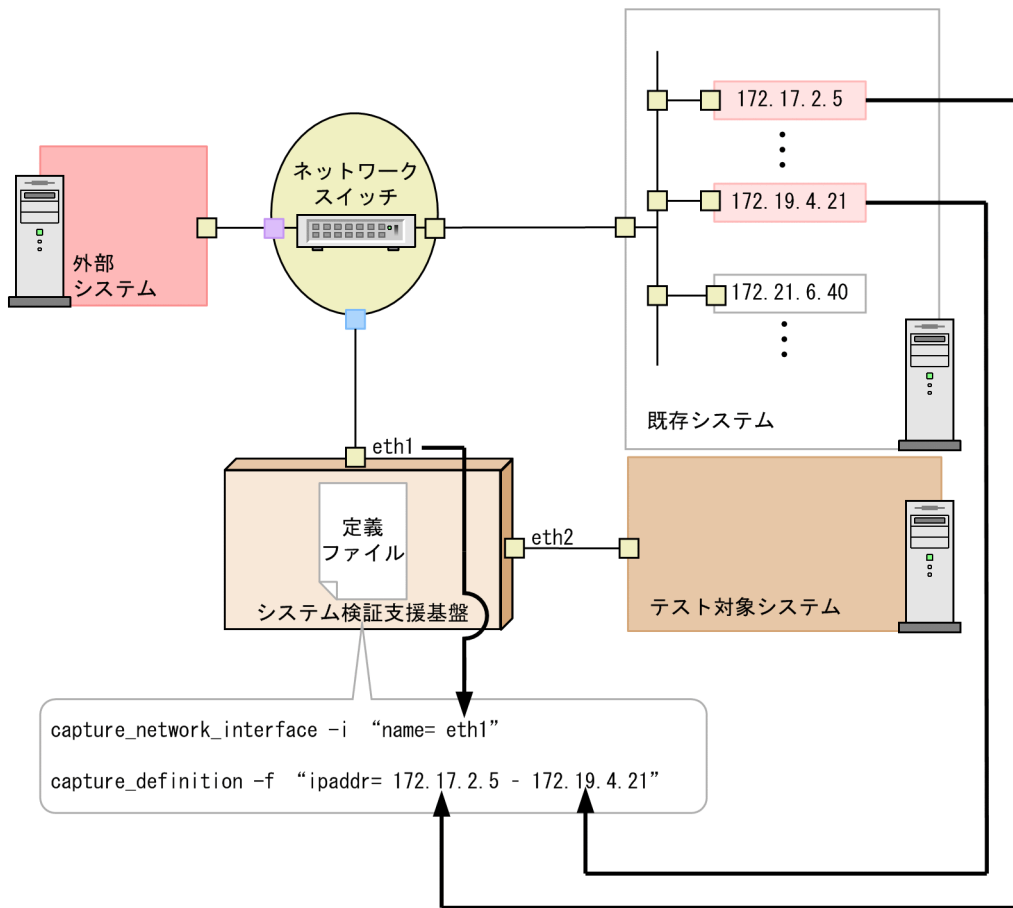 172.17.2.5
ネットワーク
スイッチ
172.19.4.21
外部
システム
172.21.6.40
既存システム
eth1
定義
ファイル
eth2
システム検証支援基盤
テスト対象システム
capture_network_interface -i “name= eth1”
capture_definition -f “ipaddr= 172.17.2.5 - 172.19.4.21”